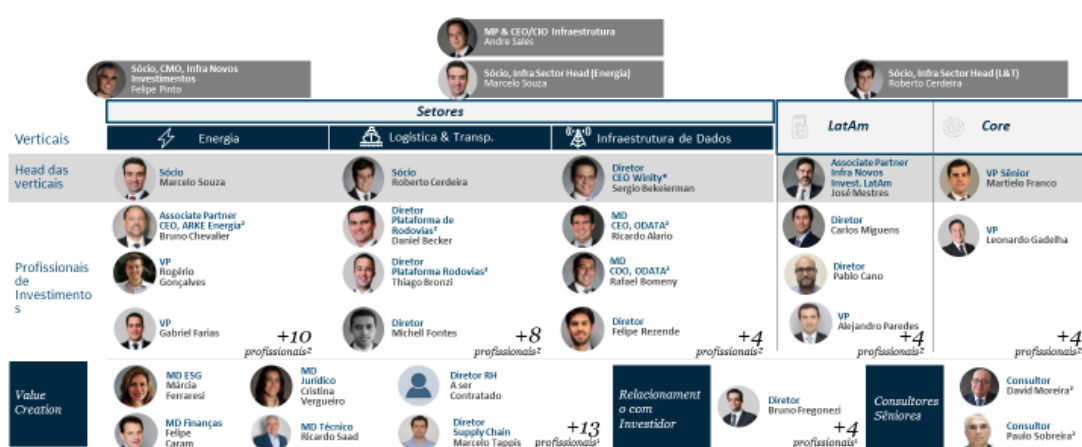 MP & CEO/CIO Infraestrutura
Andre Sales
Sócio, CMO, Infra Novos
Investimentos
Felipe Pinto
Sócio, Infra Sector Head (Energia)
Marcelo Souza
Sócio, Infra Sector Head (L&T)
Roberto Cerdeira
Setores
LatAm
Core
Verticais
Energia
Logística & Transp.
Infraestrutura de Dados
Head das
verticais
Sócio
Marcelo Souza
Sócio
Roberto Cerdeira
Diretor
CEO Winity⁴
Sergio Bekeierman
Associate Partner
Infra Novos
Invest. LatAm
José Mestres
VP Sênior
Martielo Franco
Profissionais
de
Investimento
s
Associate Partner
CEO, ARKE Energia³
Bruno Chevalier
Diretor
Plataforma de
Rodovias³
Daniel Becker
MD
CEO, ODATA³
Ricardo Alario
Diretor
Carlos Miguens
VP
Leonardo Gadelha
VP
Rogério
Gonçalves
Diretor
Plataforma Rodovias³
Thiago Bronzi
MD
COO, ODATA³
Rafael Bomeny
Diretor
Pablo Cano
VP
Gabriel Farias
Diretor
Michell Fontes
Diretor
Felipe Rezende
VP
Alejandro Paredes
+10
profissionais²
+8
profissionais²
+4
profissionais²
+4
profissionais²
+4
profissionais²
Value
Creation
MD ESG
Márcia
Ferraresi
MD
Jurídico
Cristina
Vergueiro
Diretor RH
A ser
Contratado
MD Finanças
Felipe
Caram
MD Técnico
Ricardo Saad
Diretor
Supply Chain
Marcelo Tappis
+13
profissionais¹
Relacionament
o com
Investidor
Diretor
Bruno Fregonezi
+4
profissionais¹
Consultores
Sêniores
Consultor
David Moreira³
Consultor
Paulo Sutreira³